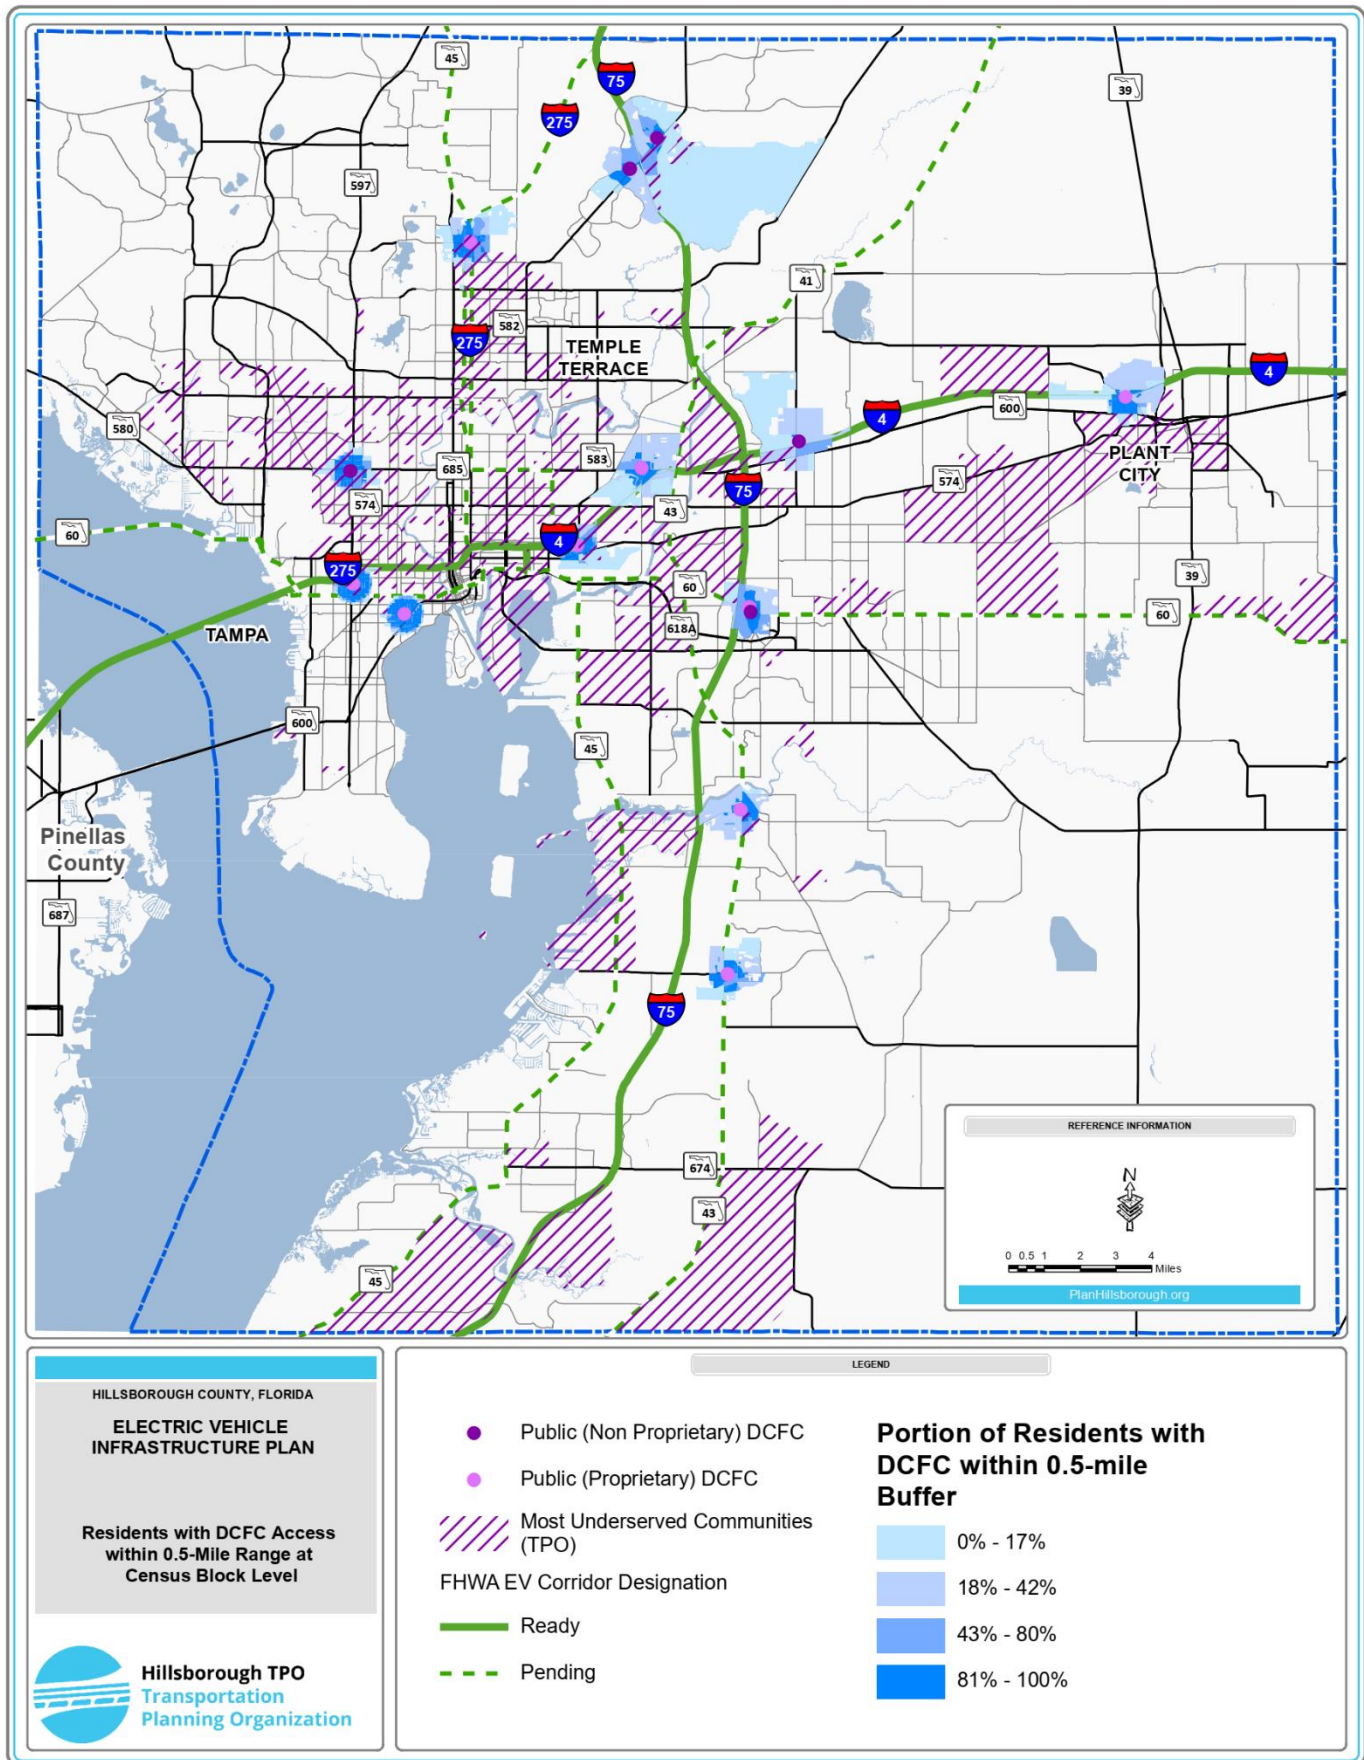 45
75
275
39
597
41
582
275
TEMPLE
TERRACE
4
600
4
580
685
583
PLANT
CITY
574
574
75
43
60
4
275
39
60
60
TAMPA
618A
600
45
Pinellas
County
687
75
REFERENCE INFORMATION
674
N
43
0 0.5 1 2 3 4
Miles
45
PlanHillsborough.org
HILLSBOROUGH COUNTY, FLORIDA
ELECTRIC VEHICLE
INFRASTRUCTURE PLAN
Residents with DCFC Access
within 0.5-Mile Range at
Census Block Level
Hillsborough TPO
Transportation
Planning Organization
LEGEND
Public (Non Proprietary) DCFC
Public (Proprietary) DCFC
Most Underserved Communities
(TPO)
FHWA EV Corridor Designation
Ready
Pending
Portion of Residents with
DCFC within 0.5-mile
Buffer
0% - 17%
18% - 42%
43% - 80%
81% - 100%